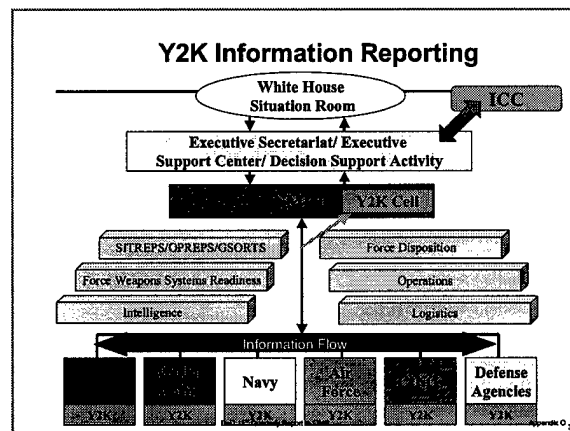 Y2K Information Reporting
White House
Situation Room
ICC
Executive Secretariat/ Executive
Support Center/ Decision Support Activity
Y2K Cell
SITREPS/OPREPS/GSORTS
Force Disposition
Force Weapons Systems Readiness
Operations
Intelligence
Logistics
Information Flow
Navy
Air
Force
Defense
Agencies
Y2K
Y2K
Y2K
Y2K
Y2K
Y2K
Appendix O